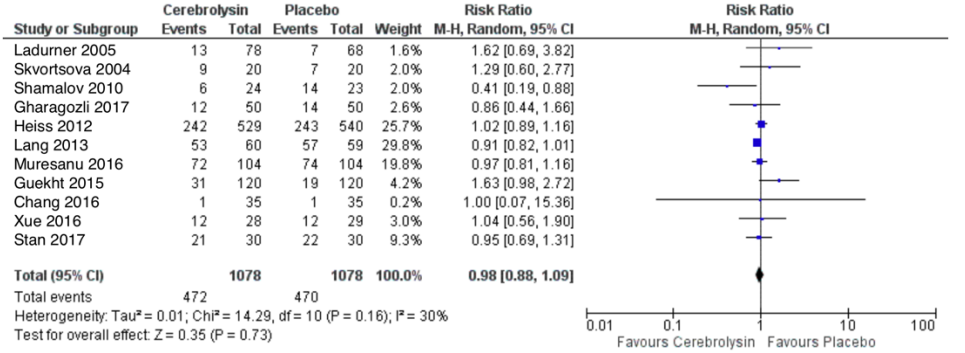 Cerebrolysin Placebo Risk Ratio Risk Ratio
Study or Subgroup Events Total Events Total Weight M-H, Random, 95% CI M-H, Random, 95% CI
Ladurner 2005 13 78 7 68 1.6% 1.62 [0.69, 3.82]
Skvortsova 2004 9 20 7 20 2.0% 1.29 [0.60, 2.77]
Shamalov 2010 6 24 14 23 2.0% 0.41 [0.19, 0.88]
Gharagozli 2017 12 50 14 50 2.6% 0.86 [0.44, 1.66]
Heiss 2012 242 529 243 540 25.7% 1.02 [0.89, 1.16]
Lang 2013 53 60 57 59 29.8% 0.91 [0.82, 1.01]
Muresanu 2016 72 104 74 104 19.8% 0.97 [0.81, 1.16]
Guekht 2015 31 120 19 120 4.2% 1.63 [0.98, 2.72]
Chang 2016 1 35 1 35 0.2% 1.00 [0.07, 15.36]
Xue 2016 12 28 12 29 3.0% 1.04 [0.56, 1.90]
Stan 2017 21 30 22 30 9.3% 0.95 [0.69, 1.31]
Total (95% CI) 1078 1078 100.0% 0.98 [0.88, 1.09]
Total events 472 470
Heterogeneity: Tau² = 0.01; Chi² = 14.29, df = 10 (P = 0.16); I² = 30%
Test for overall effect: Z = 0.35 (P = 0.73)
0.01 0.1 1 10 100
Favours Cerebrolysin Favours Placebo